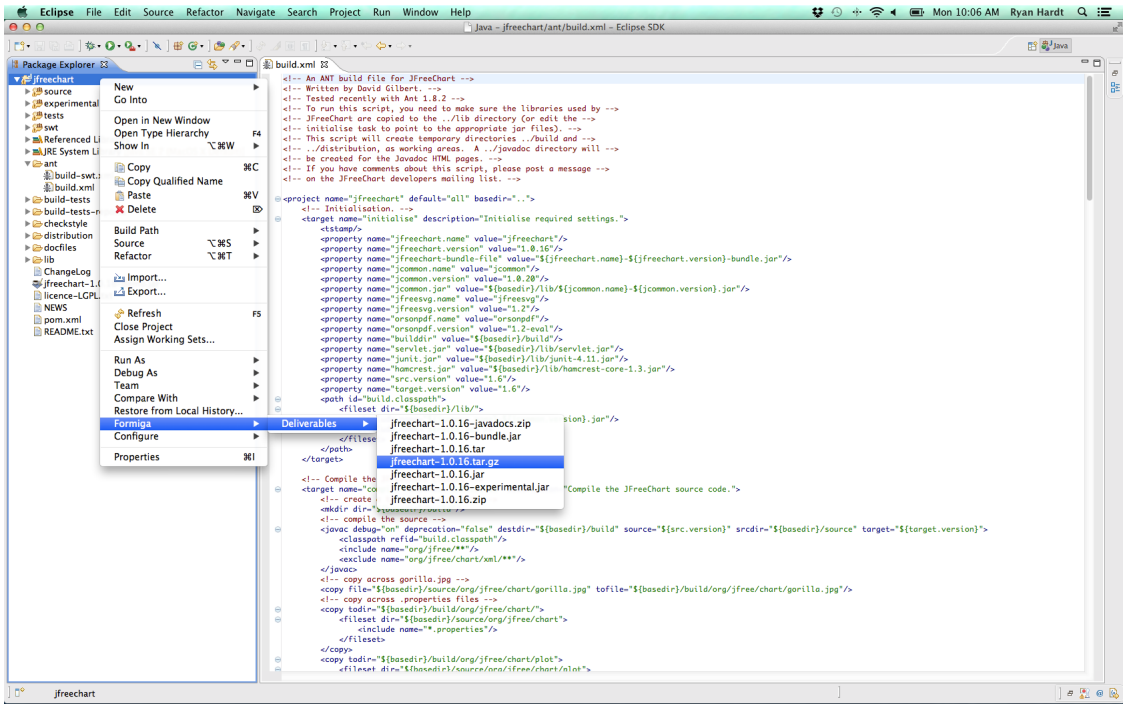 Eclipse File Edit Source Refactor Navigate Search Project Run Window Help Mon 10:06 AM Ryan Hardt
Java – jfreechart/ant/build.xml – Eclipse SDK
Java
Package Explorer
jfreechart
source
experimental
tests
swt
Referenced Li
JRE System Li
ant
build-swt.
build.xml
build-tests
build-tests-r
checkstyle
distribution
docfiles
lib
ChangeLog
jfreechart-1.
licence-LGPL.
NEWS
pom.xml
README.txt
New
Go Into
Open in New Window
Open Type Hierarchy F4
Show In ⌥⌘W
Copy ⌘C
Copy Qualified Name
Paste ⌘V
Delete ⌦
Build Path
Source ⌥⌘S
Refactor ⌥⌘T
Import...
Export...
Refresh F5
Close Project
Assign Working Sets...
Run As
Debug As
Team
Compare With
Restore from Local History...
Formiga
Configure
Properties ⌘I
Deliverables
jfreechart-1.0.16-javadocs.zip
jfreechart-1.0.16-bundle.jar
jfreechart-1.0.16.tar
jfreechart-1.0.16.tar.gz
jfreechart-1.0.16.jar
jfreechart-1.0.16-experimental.jar
jfreechart-1.0.16.zip
build.xml
<!-- An ANT build file for JFreeChart -->
<!-- Written by David Gilbert. -->
<!-- Tested recently with Ant 1.8.2 -->
<!-- To run this script, you need to make sure the libraries used by -->
<!-- JFreeChart are copied to the ../lib directory (or edit the -->
<!-- initialise task to point to the appropriate jar files). -->
<!-- This script will create temporary directories ../build and -->
<!-- ../distribution, as working areas.  A ../javadoc directory will -->
<!-- be created for the Javadoc HTML pages. -->
<!-- If you have comments about this script, please post a message -->
<!-- on the JFreeChart developers mailing list. -->
<project name="jfreechart" default="all" basedir="..">
<!-- Initialisation. -->
<target name="initialise" description="Initialise required settings.">
<tstamp/>
<property name="jfreechart.name" value="jfreechart"/>
<property name="jfreechart.version" value="1.0.16"/>
<property name="jfreechart-bundle-file" value="${jfreechart.name}-${jfreechart.version}-bundle.jar"/>
<property name="jcommon.name" value="jcommon"/>
<property name="jcommon.version" value="1.0.20"/>
<property name="jcommon.jar" value="${basedir}/lib/${jcommon.name}-${jcommon.version}.jar"/>
<property name="jfreesvg.name" value="jfreesvg"/>
<property name="jfreesvg.version" value="1.2"/>
<property name="orsonpdf.name" value="orsonpdf"/>
<property name="orsonpdf.version" value="1.2-eval"/>
<property name="builddir" value="${basedir}/build"/>
<property name="servlet.jar" value="${basedir}/lib/servlet.jar"/>
<property name="junit.jar" value="${basedir}/lib/junit-4.11.jar"/>
<property name="hamcrest.jar" value="${basedir}/lib/hamcrest-core-1.3.jar"/>
<property name="src.version" value="1.6"/>
<property name="target.version" value="1.6"/>
<path id="build.classpath">
<fileset dir="${basedir}/lib/">
sion}.jar"/>
</filese
</path>
</target>
<!-- Compile the
<target name="co "Compile the JFreeChart source code.">
<!-- create
<mkdir dir="${basedir}/build"/>
<!-- compile the source -->
<javac debug="on" deprecation="false" destdir="${basedir}/build" source="${src.version}" srcdir="${basedir}/source" target="${target.version}">
<classpath refid="build.classpath"/>
<include name="org/jfree/**"/>
<exclude name="org/jfree/chart/xml/**"/>
</javac>
<!-- copy across gorilla.jpg -->
<copy file="${basedir}/source/org/jfree/chart/gorilla.jpg" tofile="${basedir}/build/org/jfree/chart/gorilla.jpg"/>
<!-- copy across .properties files -->
<copy todir="${basedir}/build/org/jfree/chart/">
<fileset dir="${basedir}/source/org/jfree/chart">
<include name="*.properties"/>
</fileset>
</copy>
<copy todir="${basedir}/build/org/jfree/chart/plot">
<fileset dir="${basedir}/source/org/jfree/chart/plot">
jfreechart